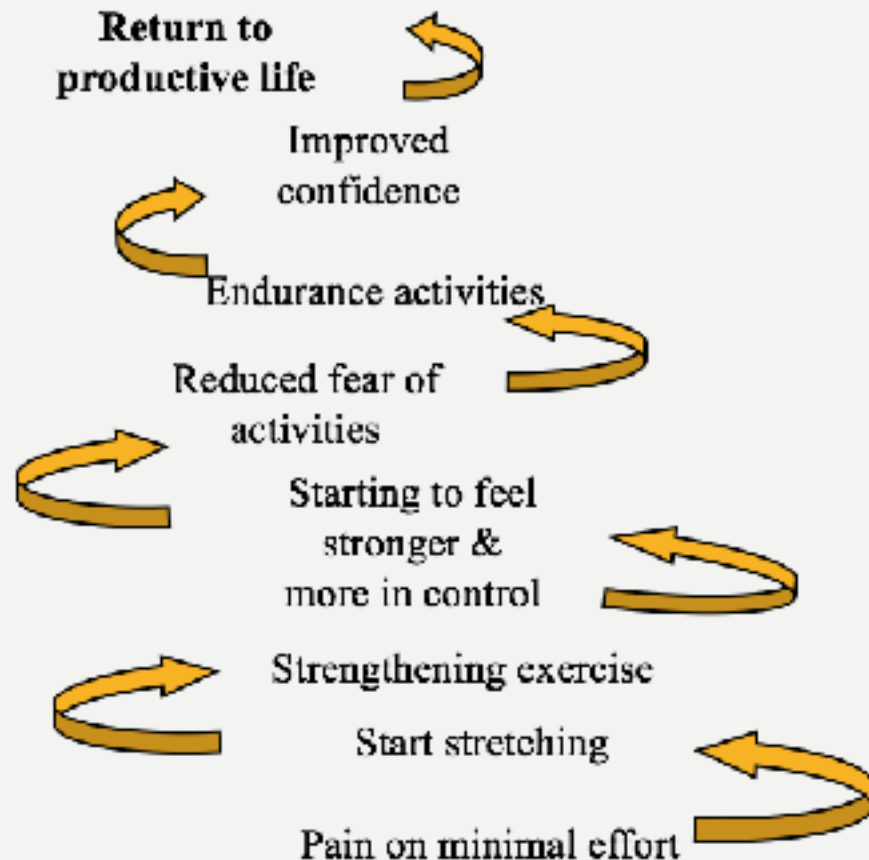 Return to
productive life
Improved
confidence
Endurance activities
Reduced fear of
activities
Starting to feel
stronger &
more in control
Strengthening exercise
Start stretching
Pain on minimal effort